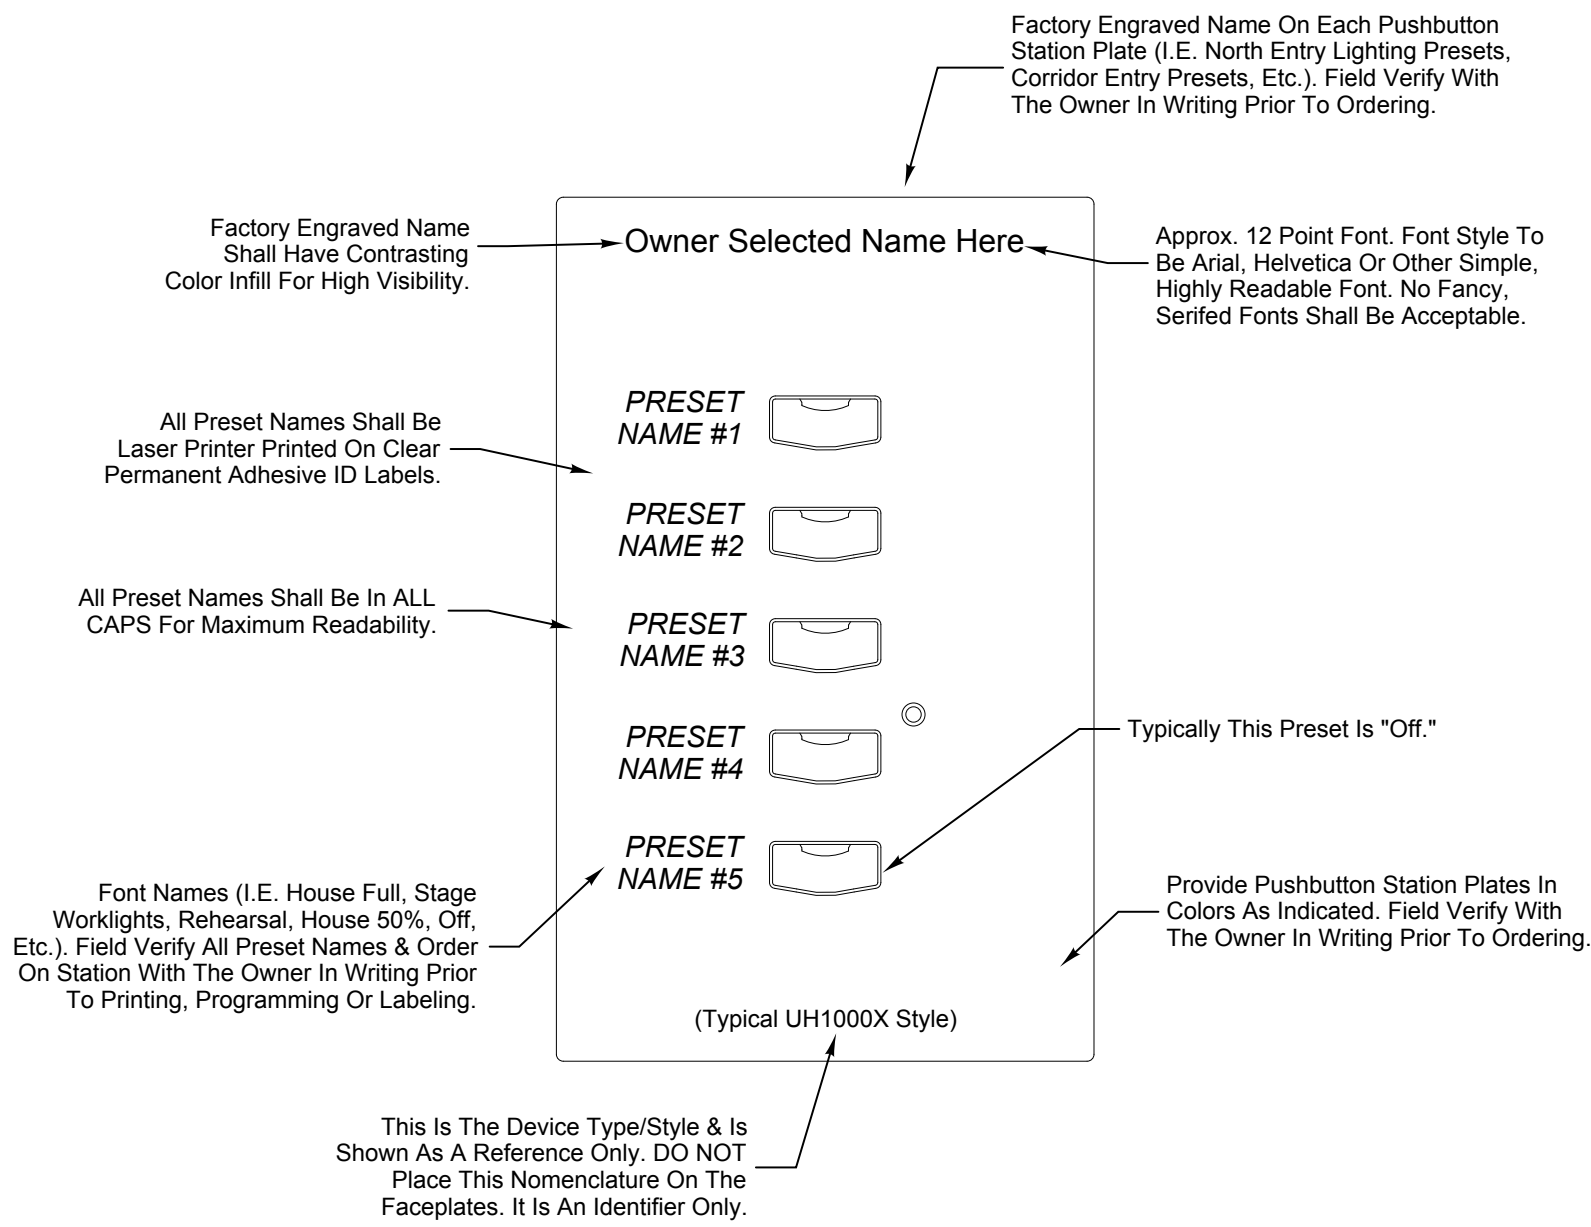 Factory Engraved Name On Each Pushbutton
Station Plate (I.E. North Entry Lighting Presets,
Corridor Entry Presets, Etc.). Field Verify With
The Owner In Writing Prior To Ordering.
Factory Engraved Name
Shall Have Contrasting
Color Infill For High Visibility.
Owner Selected Name Here
Approx. 12 Point Font. Font Style To
Be Arial, Helvetica Or Other Simple,
Highly Readable Font. No Fancy,
Serifed Fonts Shall Be Acceptable.
All Preset Names Shall Be
Laser Printer Printed On Clear
Permanent Adhesive ID Labels.
PRESET
NAME #1
PRESET
NAME #2
All Preset Names Shall Be In ALL
CAPS For Maximum Readability.
PRESET
NAME #3
PRESET
NAME #4
Typically This Preset Is "Off."
PRESET
NAME #5
Font Names (I.E. House Full, Stage
Worklights, Rehearsal, House 50%, Off,
Etc.). Field Verify All Preset Names & Order
On Station With The Owner In Writing Prior
To Printing, Programming Or Labeling.
Provide Pushbutton Station Plates In
Colors As Indicated. Field Verify With
The Owner In Writing Prior To Ordering.
(Typical UH1000X Style)
This Is The Device Type/Style & Is
Shown As A Reference Only. DO NOT
Place This Nomenclature On The
Faceplates. It Is An Identifier Only.